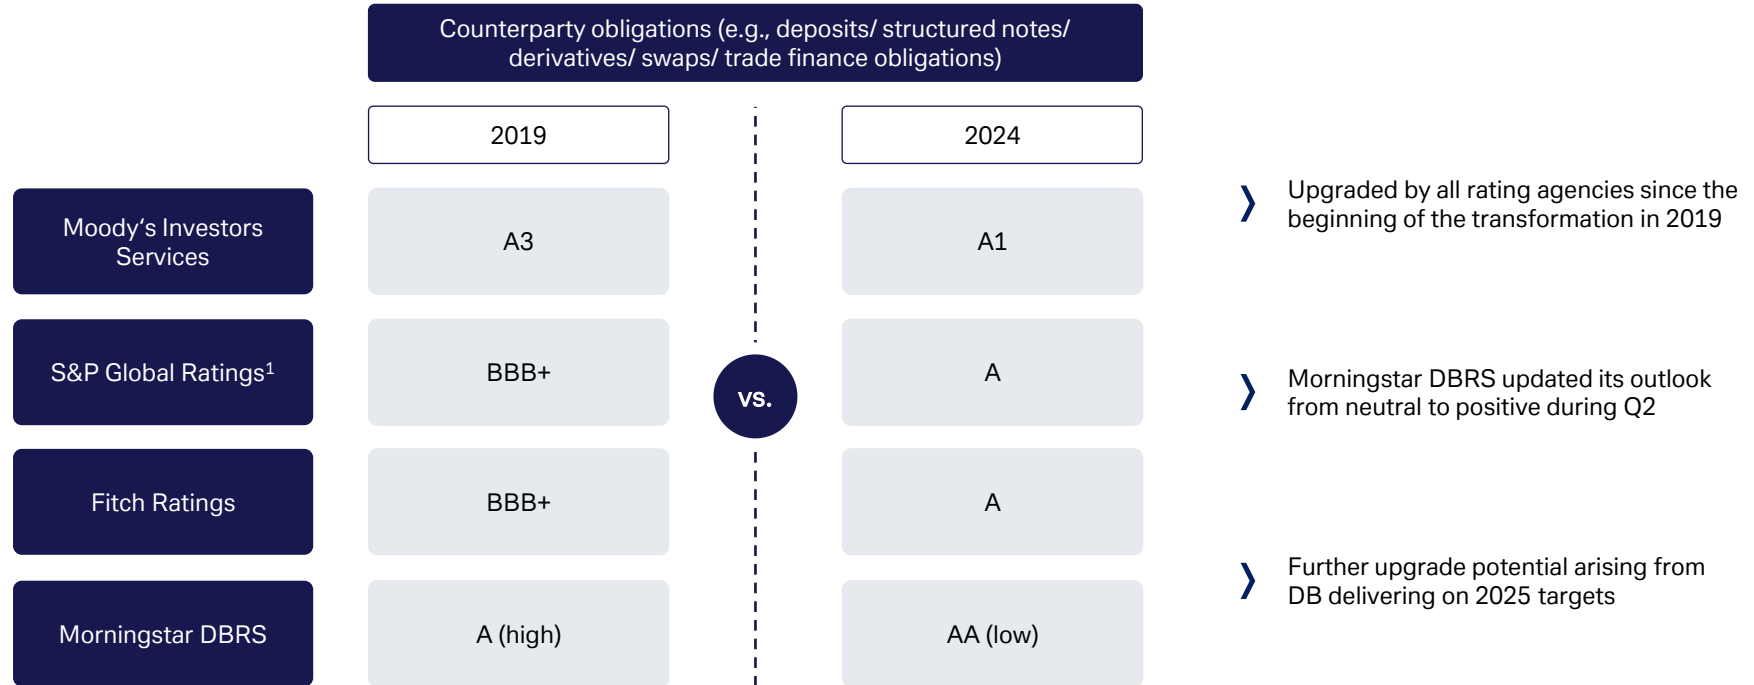 Counterparty obligations (e.g., deposits/ structured notes/
derivatives/ swaps/ trade finance obligations)
2019
2024
Moody‘s Investors
Services
A3
A1
S&P Global Ratings¹
BBB+
A
vs.
Fitch Ratings
BBB+
A
Morningstar DBRS
A (high)
AA (low)
❭ Upgraded by all rating agencies since the
beginning of the transformation in 2019
❭ Morningstar DBRS updated its outlook
from neutral to positive during Q2
❭ Further upgrade potential arising from
DB delivering on 2025 targets